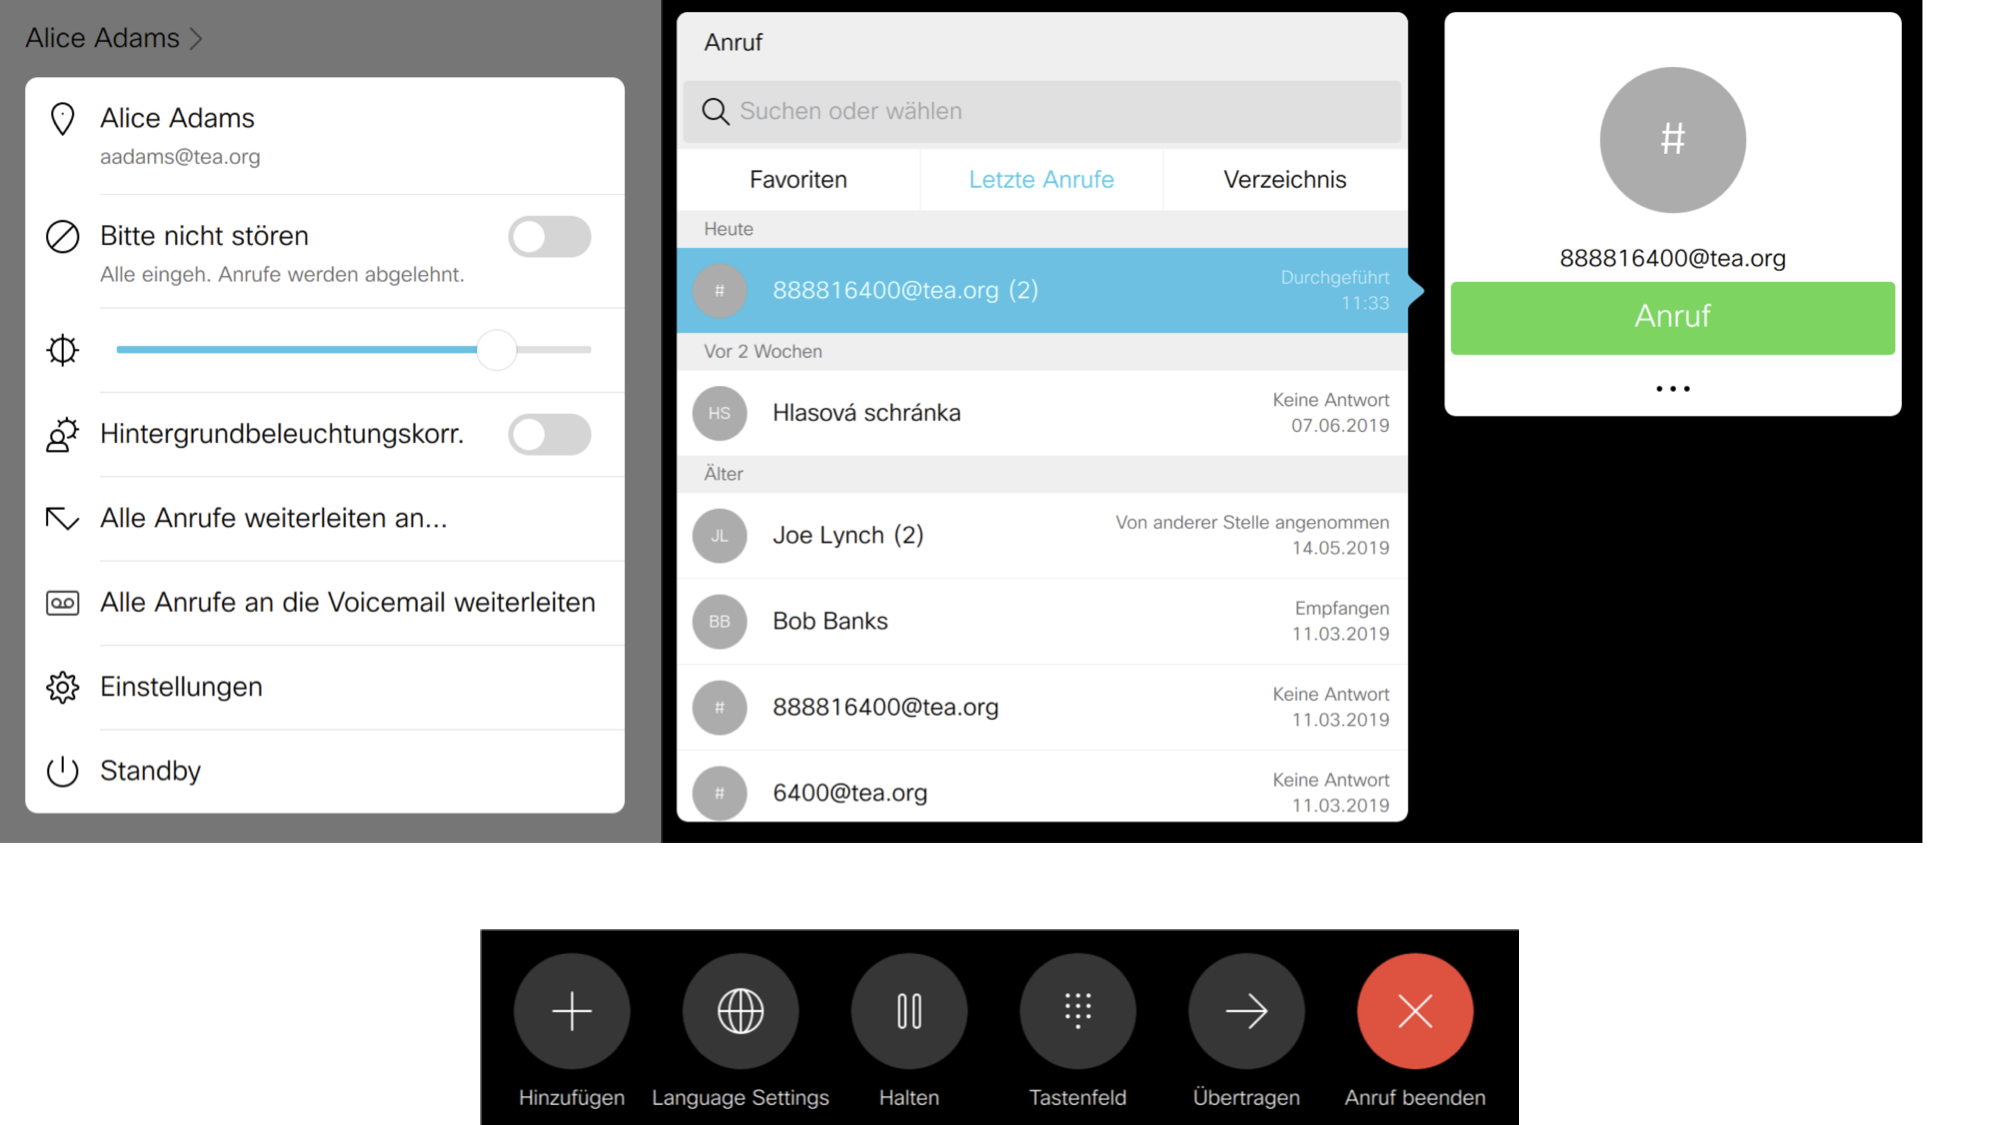 Alice Adams >
Alice Adams
aadams@tea.org
Bitte nicht stören
Alle eingeh. Anrufe werden abgelehnt.
Hintergrundbeleuchtungskorr.
Alle Anrufe weiterleiten an...
Alle Anrufe an die Voicemail weiterleiten
Einstellungen
Standby
Anruf
Suchen oder wählen
Favoriten Letzte Anrufe Verzeichnis
Heute
# 888816400@tea.org (2) Durchgeführt
11:33
Vor 2 Wochen
HS Hlasová schránka Keine Antwort
07.06.2019
Älter
JL Joe Lynch (2) Von anderer Stelle angenommen
14.05.2019
BB Bob Banks Empfangen
11.03.2019
# 888816400@tea.org Keine Antwort
11.03.2019
# 6400@tea.org Keine Antwort
11.03.2019
#
888816400@tea.org
Anruf
...
Hinzufügen Language Settings Halten Tastenfeld Übertragen Anruf beenden